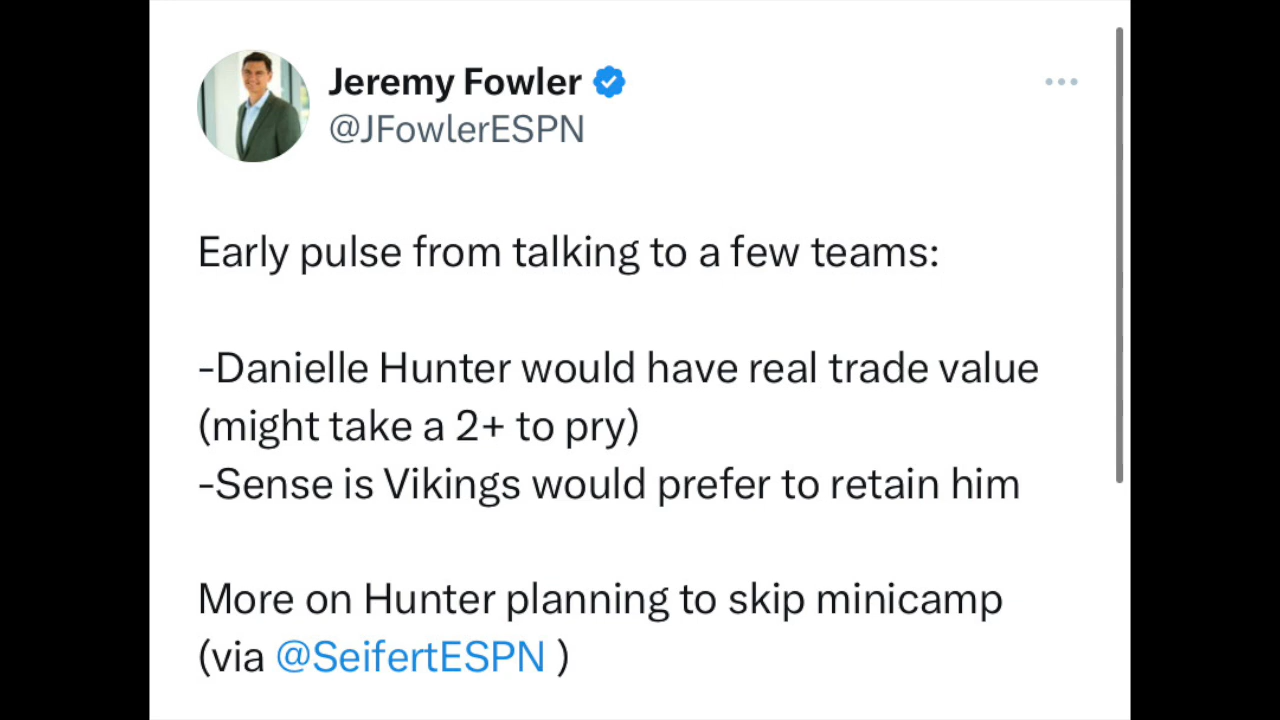 Jeremy Fowler
@JFowlerESPN
Early pulse from talking to a few teams:
-Danielle Hunter would have real trade value
(might take a 2+ to pry)
-Sense is Vikings would prefer to retain him
More on Hunter planning to skip minicamp
(via @SeifertESPN )